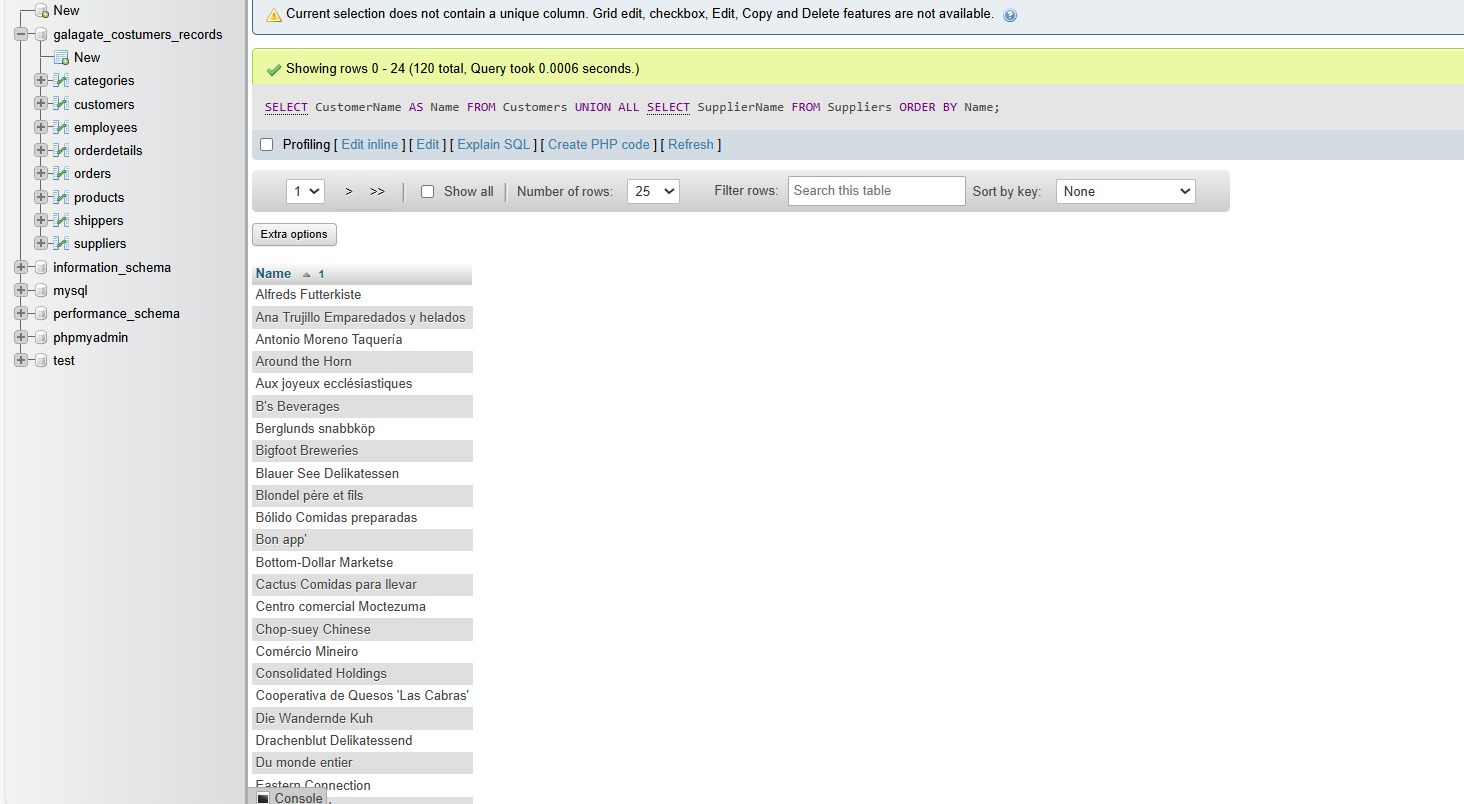 New
galagate_costumers_records
New
categories
customers
employees
orderdetails
orders
products
shippers
suppliers
information_schema
mysql
performance_schema
phpmyadmin
test
Current selection does not contain a unique column. Grid edit, checkbox, Edit, Copy and Delete features are not available.
Showing rows 0 - 24 (120 total, Query took 0.0006 seconds.)
SELECT CustomerName AS Name FROM Customers UNION ALL SELECT SupplierName FROM Suppliers ORDER BY Name;
Profiling [ Edit inline ] [ Edit ] [ Explain SQL ] [ Create PHP code ] [ Refresh ]
1 > >> Show all Number of rows: 25 Filter rows: Search this table Sort by key: None
Extra options
Name 1
Alfreds Futterkiste
Ana Trujillo Emparedados y helados
Antonio Moreno Taquería
Around the Horn
Aux joyeux ecclésiastiques
B's Beverages
Berglunds snabbköp
Bigfoot Breweries
Blauer See Delikatessen
Blondel père et fils
Bólido Comidas preparadas
Bon app'
Bottom-Dollar Marketse
Cactus Comidas para llevar
Centro comercial Moctezuma
Chop-suey Chinese
Comércio Mineiro
Consolidated Holdings
Cooperativa de Quesos 'Las Cabras'
Die Wandernde Kuh
Drachenblut Delikatessend
Du monde entier
Eastern Connection
Console